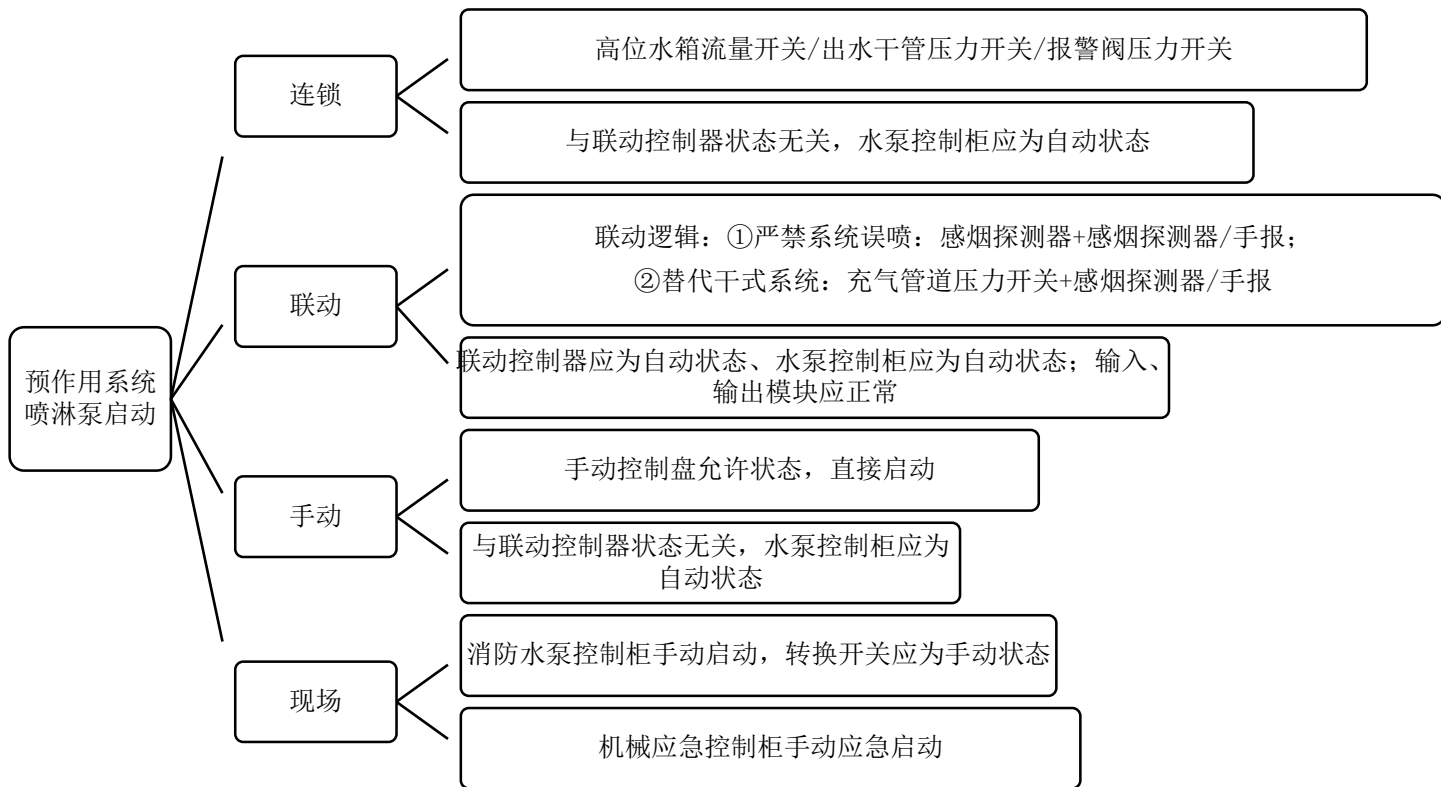 预作用系统
喷淋泵启动
连锁
高位水箱流量开关/出水干管压力开关/报警阀压力开关
与联动控制器状态无关，水泵控制柜应为自动状态
联动
联动逻辑：①严禁系统误喷：感烟探测器+感烟探测器/手报；
②替代干式系统：充气管道压力开关+感烟探测器/手报
联动控制器应为自动状态、水泵控制柜应为自动状态；输入、
输出模块应正常
手动
手动控制盘允许状态，直接启动
与联动控制器状态无关，水泵控制柜应为
自动状态
现场
消防水泵控制柜手动启动，转换开关应为手动状态
机械应急控制柜手动应急启动